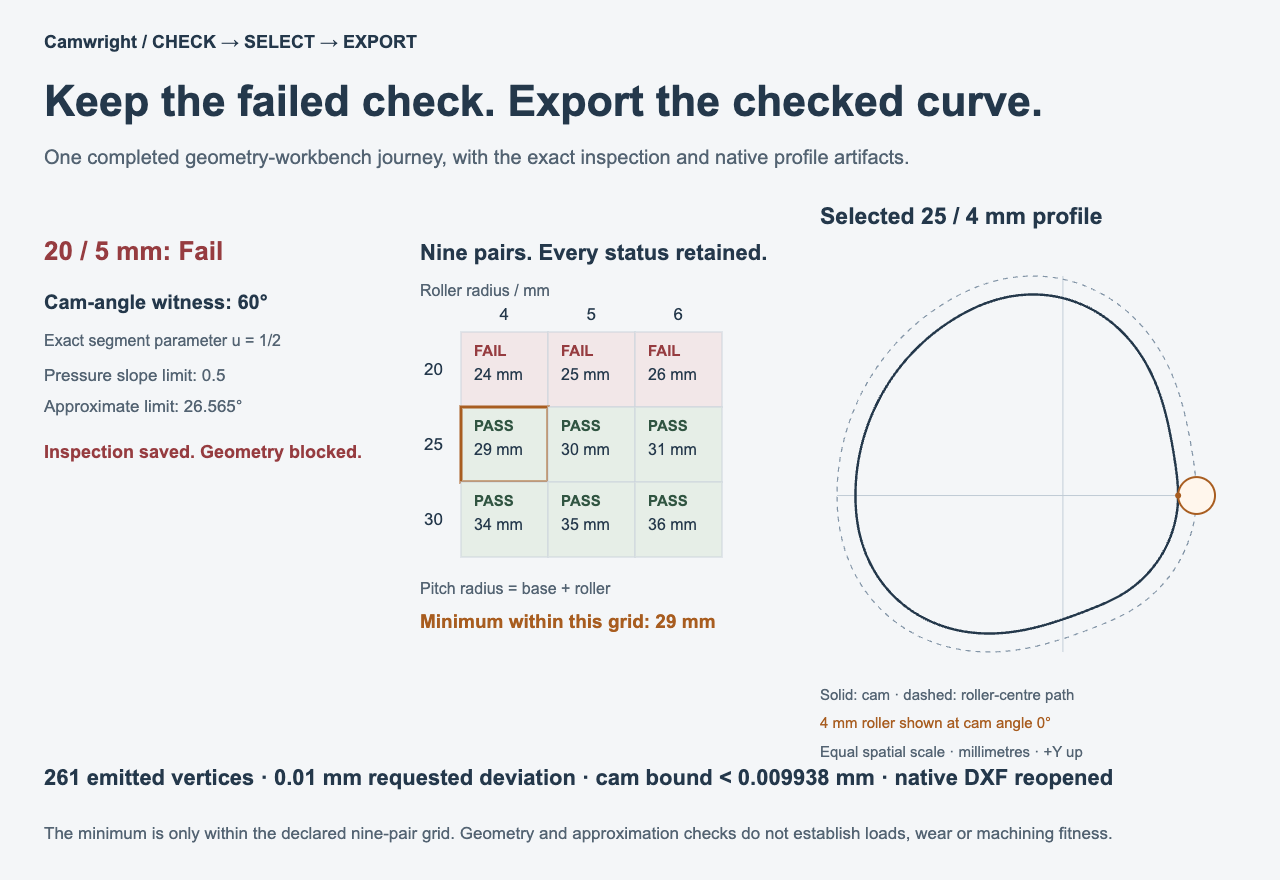 Camwright / CHECK → SELECT → EXPORT
Keep the failed check. Export the checked curve.
One completed geometry-workbench journey, with the exact inspection and native profile artifacts.
20 / 5 mm: Fail
Cam-angle witness: 60°
Exact segment parameter u = 1/2
Pressure slope limit: 0.5
Approximate limit: 26.565°
Inspection saved. Geometry blocked.
Nine pairs. Every status retained.
Roller radius / mm
4 5 6
FAIL FAIL FAIL
20 24 mm 25 mm 26 mm
PASS PASS PASS
25 29 mm 30 mm 31 mm
PASS PASS PASS
30 34 mm 35 mm 36 mm
Pitch radius = base + roller
Minimum within this grid: 29 mm
Selected 25 / 4 mm profile
Solid: cam · dashed: roller-centre path
4 mm roller shown at cam angle 0°
Equal spatial scale · millimetres · +Y up
261 emitted vertices · 0.01 mm requested deviation · cam bound < 0.009938 mm · native DXF reopened
The minimum is only within the declared nine-pair grid. Geometry and approximation checks do not establish loads, wear or machining fitness.